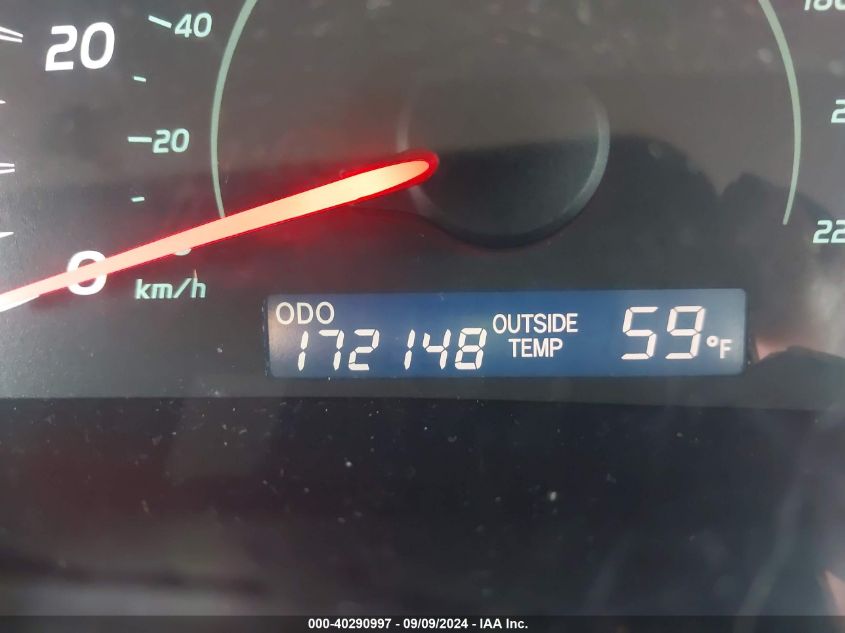 40
20
20
0
km/h
ODO
172148
OUTSIDE
TEMP
59°F
22
000-40290997 - 09/09/2024 - IAA Inc.